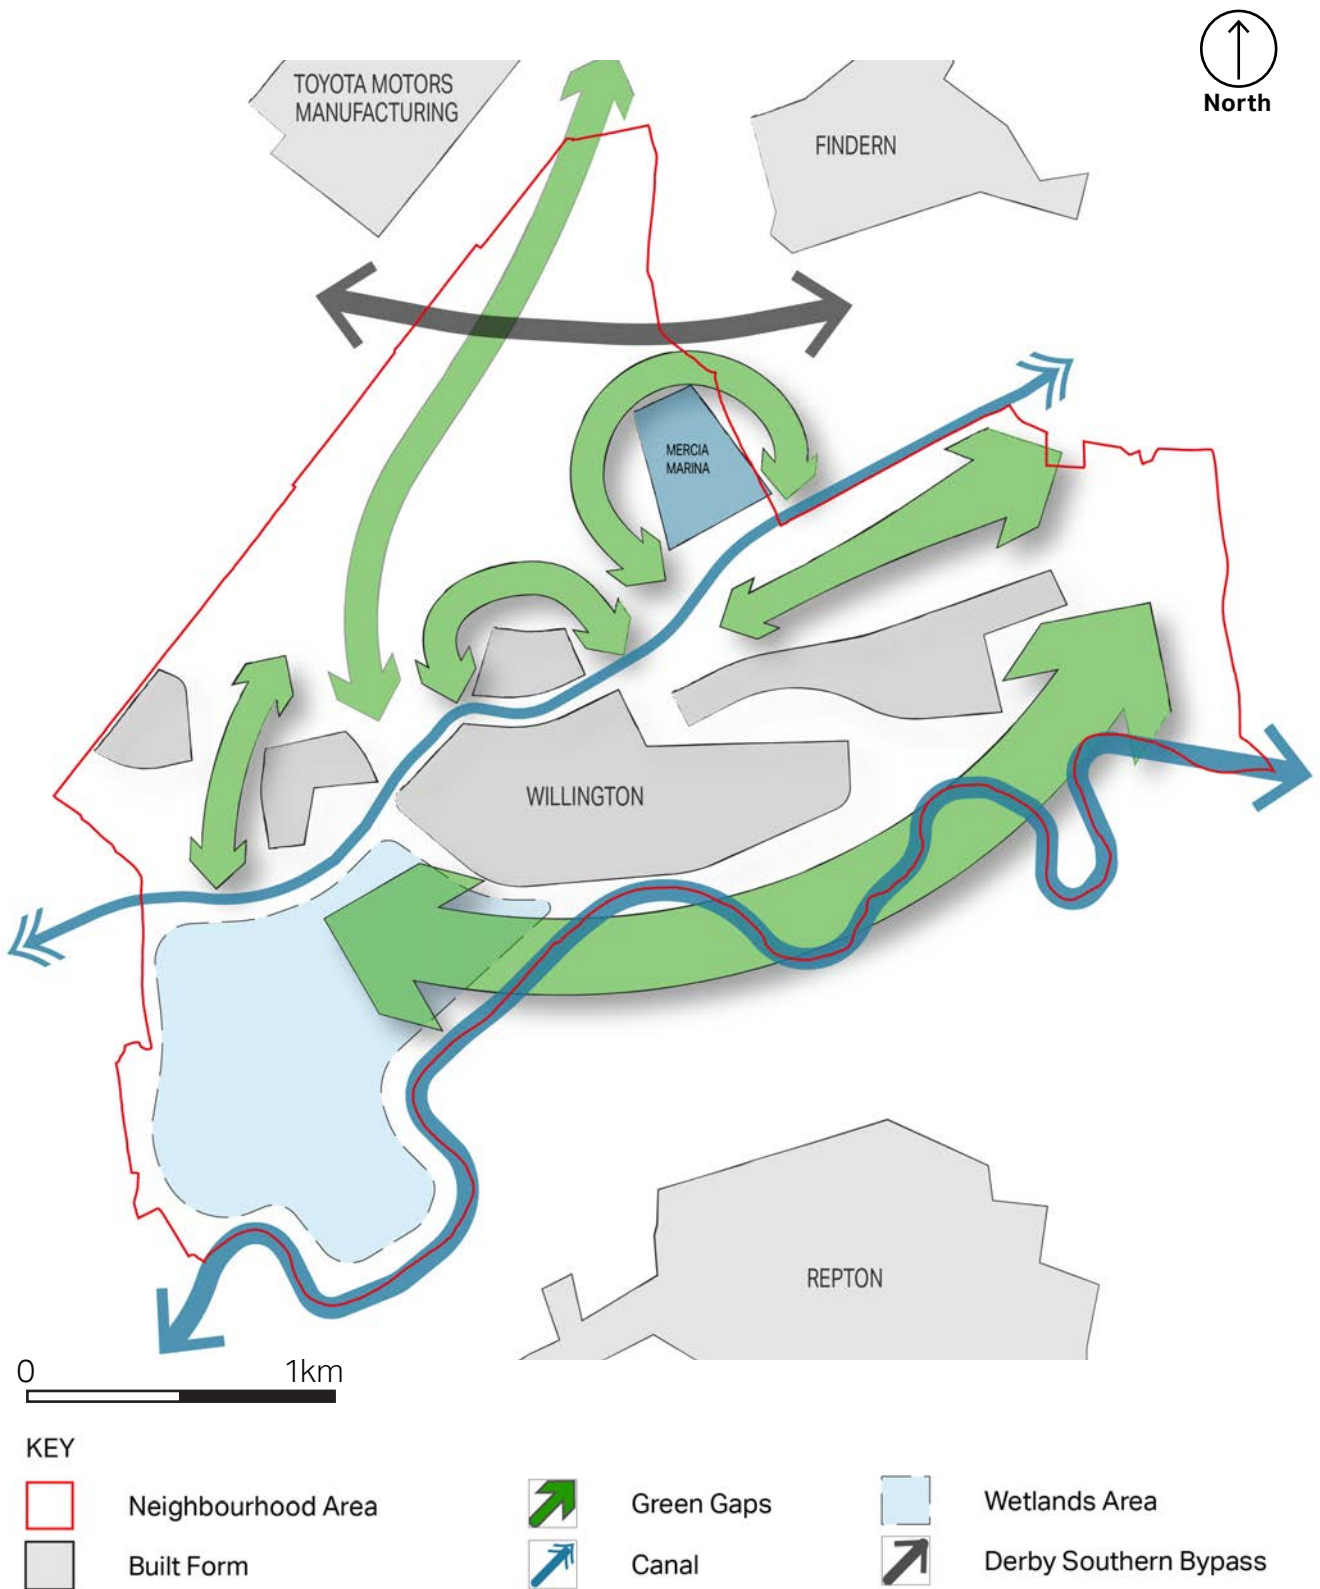 North
TOYOTA MOTORS
MANUFACTURING
FINDERN
MERCIA
MARINA
WILLINGTON
REPTON
0 1km
KEY
Neighbourhood Area
Green Gaps
Wetlands Area
Built Form
Canal
Derby Southern Bypass